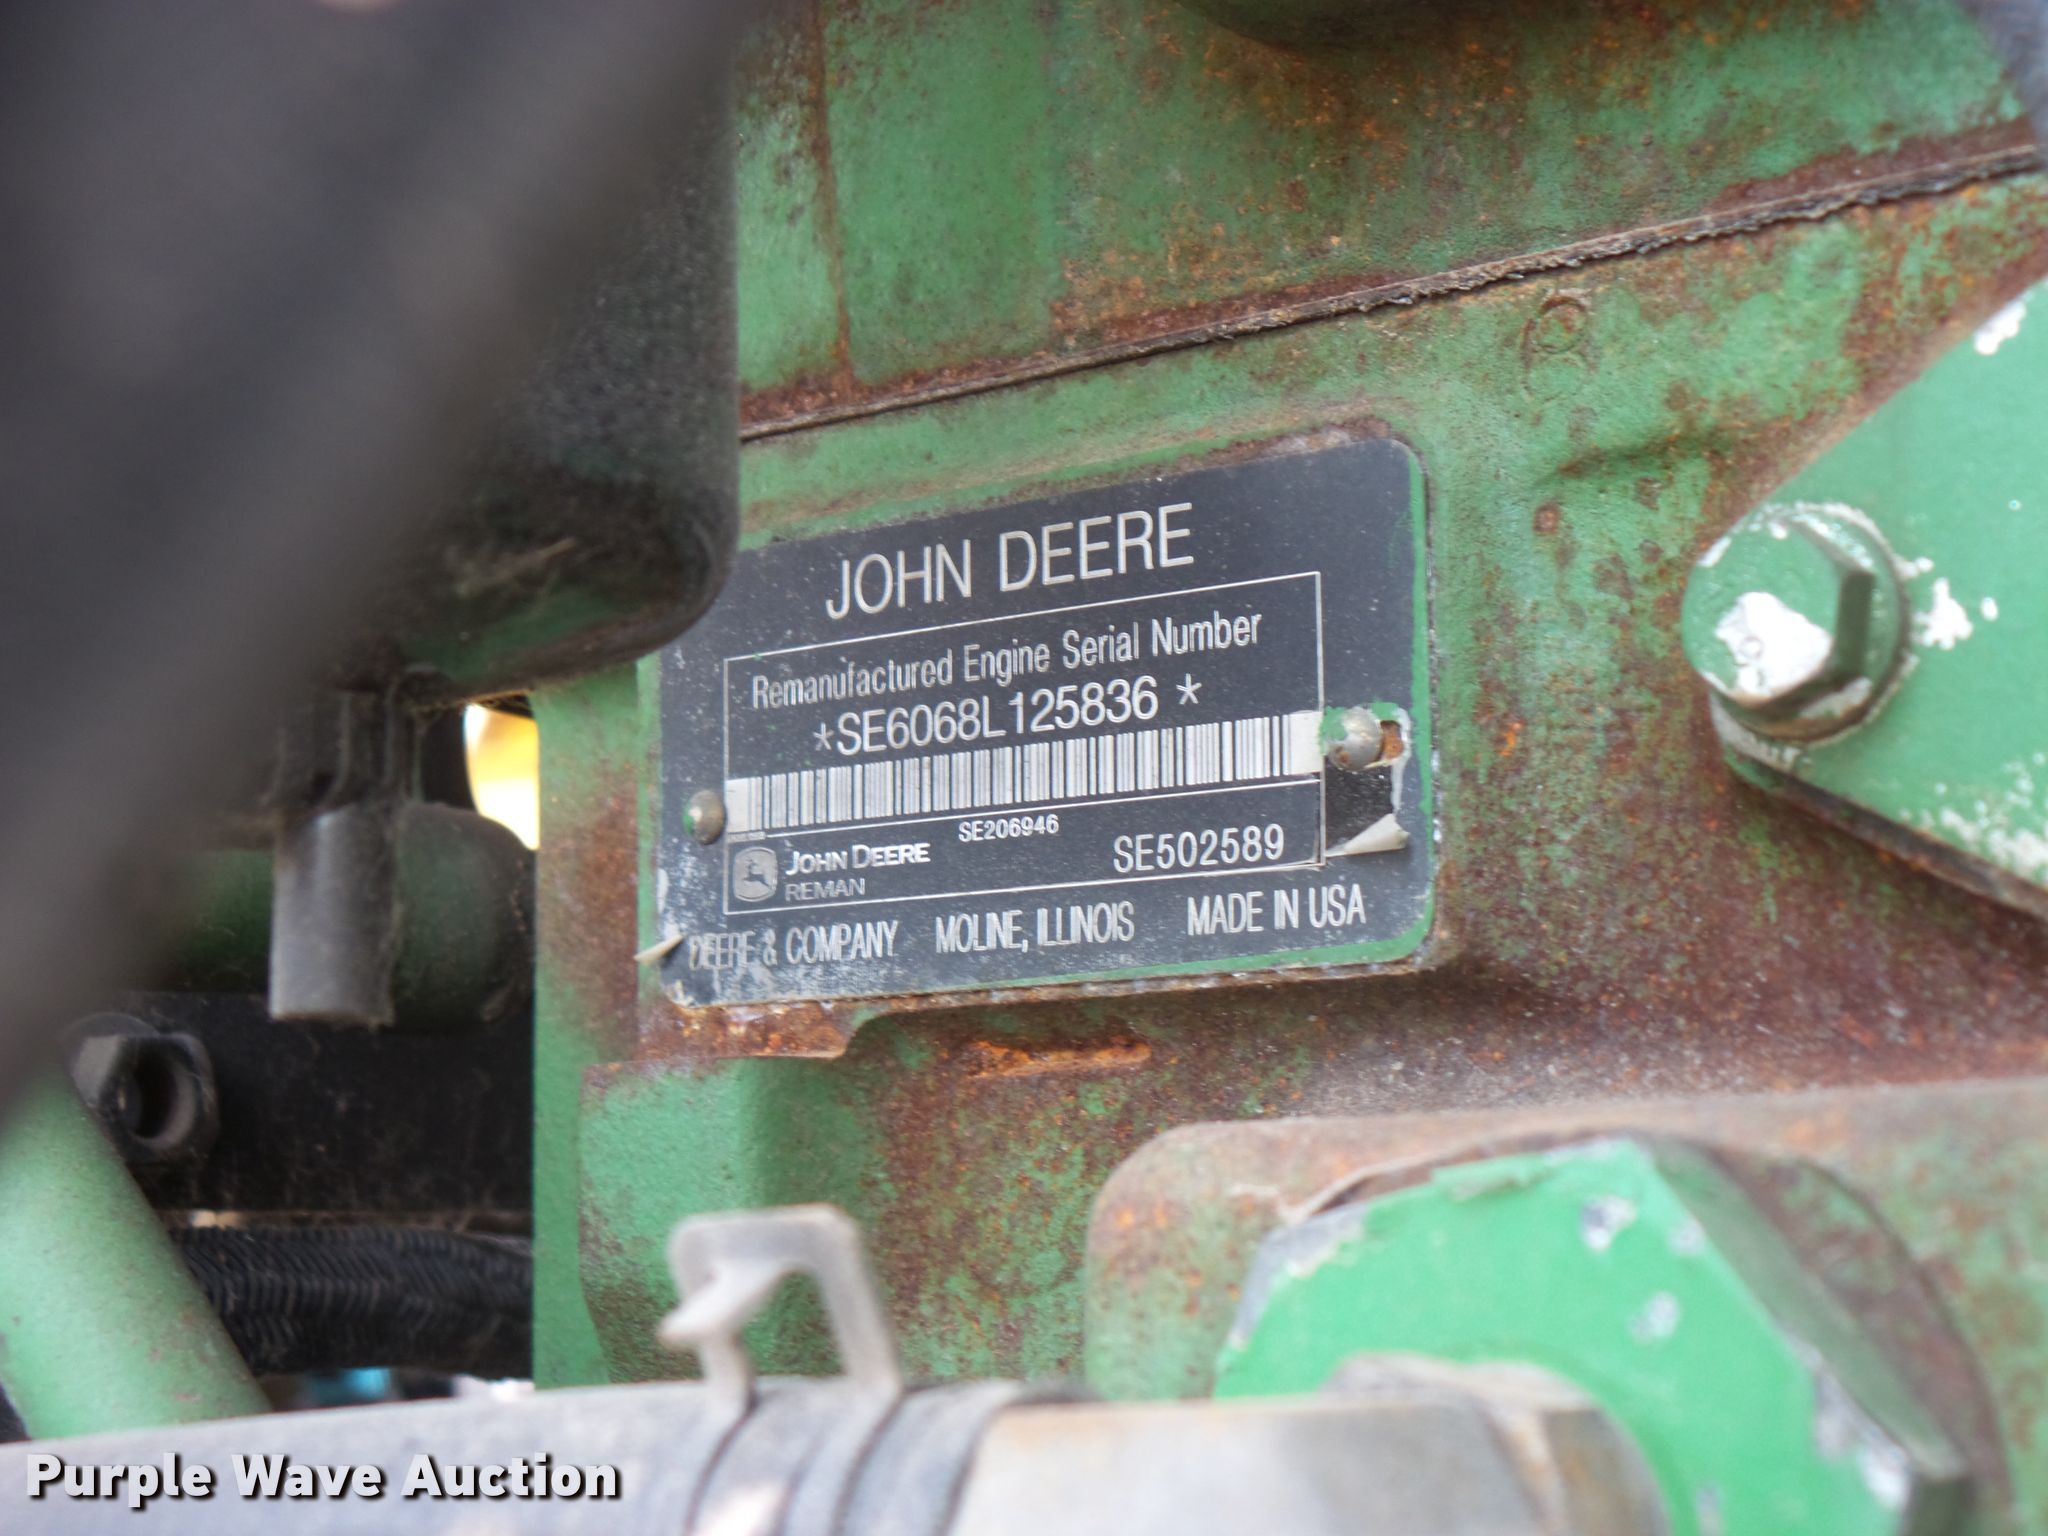 JOHN DEERE
Remanufactured Engine Serial Number
*SE6068L125836*
SE206946
JOHN DEERE
REMAN
SE502589
DEERE & COMPANY MOLINE, ILLINOIS MADE IN USA
Purple Wave Auction